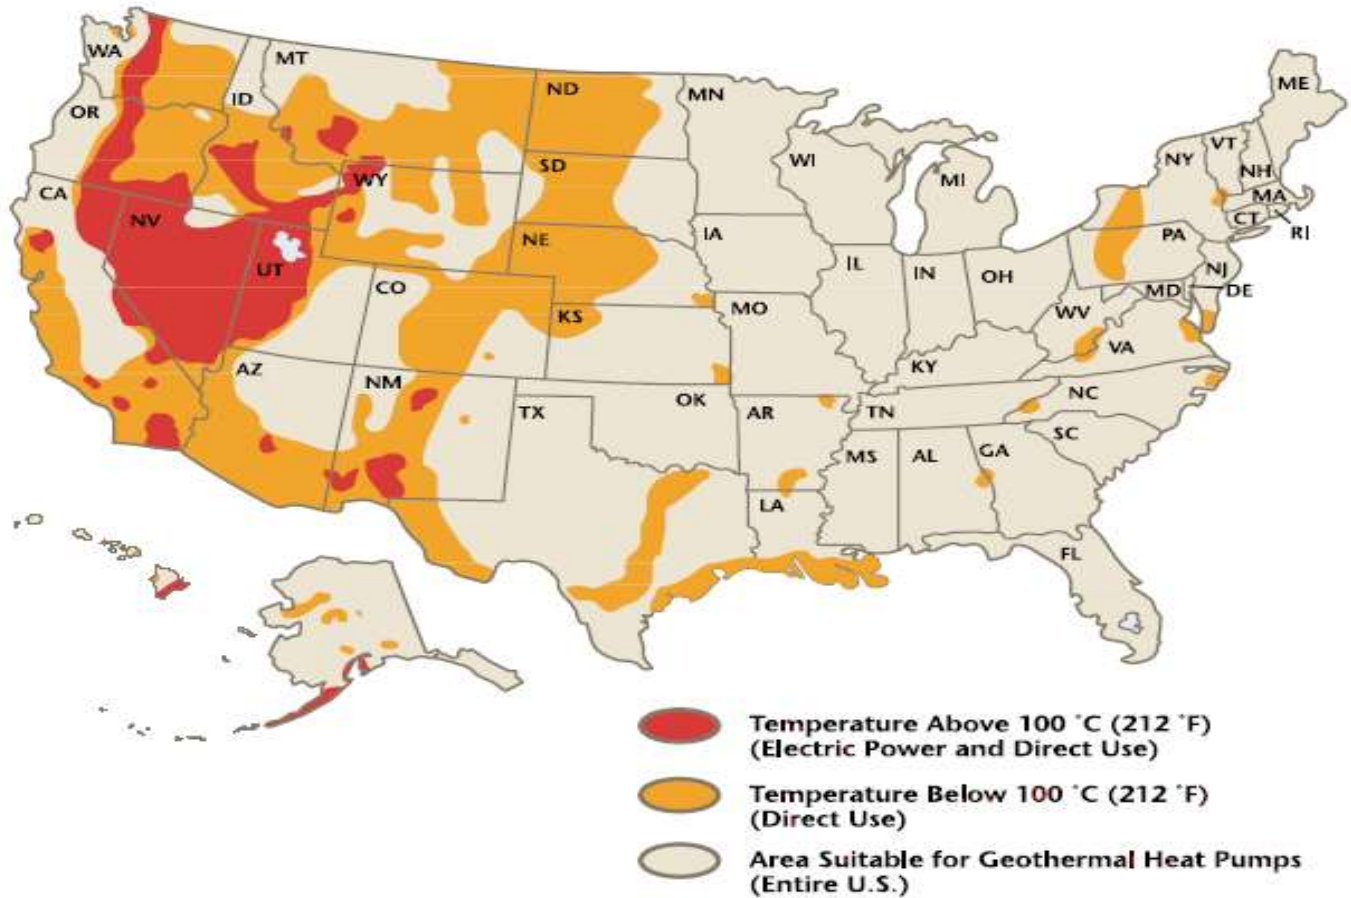 WA
MT
ND
MN
ME
OR
ID
VT
NY
NH
WI
MI
SD
WY
CA
MA
NV
CT
RI
NE
IA
PA
UT
IL
IN
OH
NJ
CO
MD
DE
KS
MO
WV
VA
KY
AZ
NM
OK
NC
TX
AR
TN
SC
MS
AL
GA
LA
FL
Temperature Above 100 ˚C (212 ˚F)
(Electric Power and Direct Use)
Temperature Below 100 ˚C (212 ˚F)
(Direct Use)
Area Suitable for Geothermal Heat Pumps
(Entire U.S.)